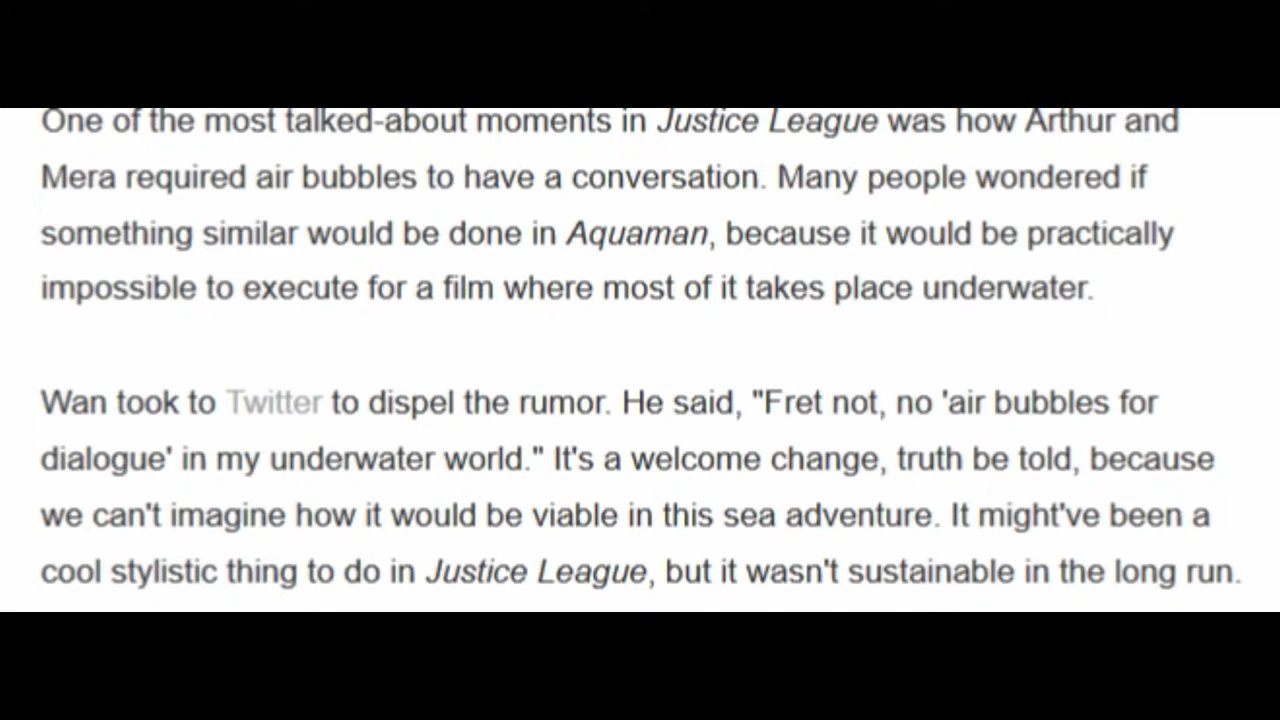 One of the most talked-about moments in Justice League was how Arthur and
Mera required air bubbles to have a conversation. Many people wondered if
something similar would be done in Aquaman, because it would be practically
impossible to execute for a film where most of it takes place underwater.
Wan took to Twitter to dispel the rumor. He said, "Fret not, no 'air bubbles for
dialogue' in my underwater world." It's a welcome change, truth be told, because
we can't imagine how it would be viable in this sea adventure. It might've been a
cool stylistic thing to do in Justice League, but it wasn't sustainable in the long run.